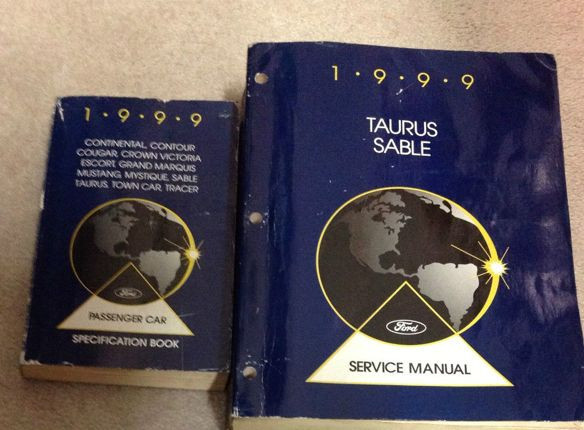 1·9·9·9
CONTINENTAL, CONTOUR
COUGAR, CROWN VICTORIA
ESCORT, GRAND MARQUIS
MUSTANG, MYSTIQUE, SABLE
TAURUS, TOWN CAR, TRACER
Ford
PASSENGER CAR
SPECIFICATION BOOK
1·9·9·9
TAURUS
SABLE
Ford
SERVICE MANUAL